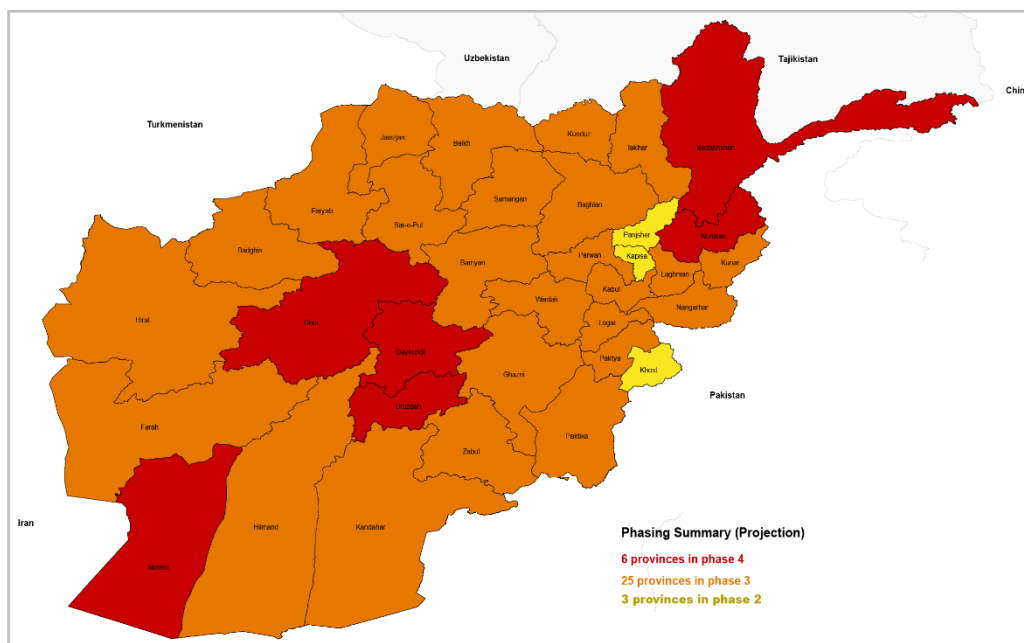 Uzbekistan
Tajikistan
Chin
Turkmenistan
Jawzjan
Balkh
Kunduz
Takhar
Badakhshan
Samangan
Baghlan
Faryab
Sar-e-Pul
Panjsher
Nuristan
Badghis
Kapisa
Parwan
Bamyan
Kunar
Laghman
Kabul
Wardak
Nangarhar
Hirat
Ghor
Logar
Daykundi
Paktya
Khost
Ghazni
Pakistan
Uruzgan
Farah
Paktika
Zabul
Iran
Hilmand
Kandahar
Nimroz
Phasing Summary (Projection)
6 provinces in phase 4
25 provinces in phase 3
3 provinces in phase 2